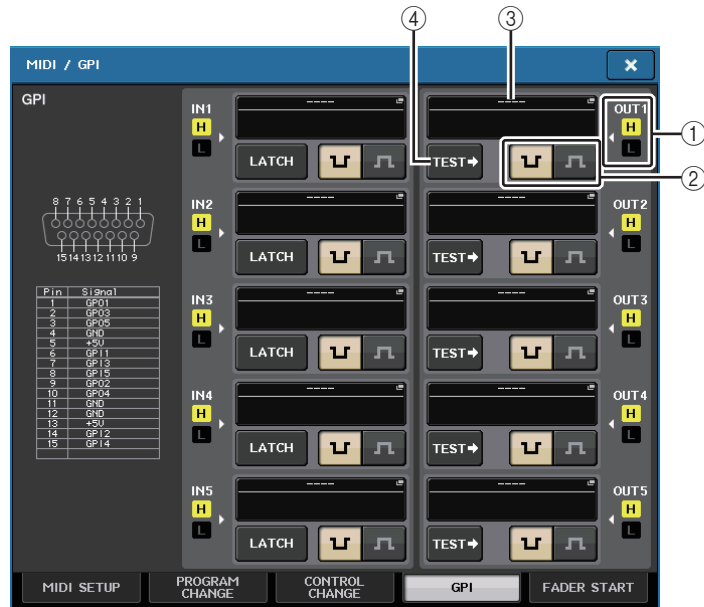 ④ ③
MIDI / GPI ×
GPI
8 7 6 5 4 3 2 1
15 14 13 12 11 10 9
Pin Signal
1 GPO1
2 GPO3
3 GPO5
4 GND
5 +5V
6 GPI1
7 GPI3
8 GPI5
9 GPO2
10 GPO4
11 GND
12 GND
13 +5V
14 GPI2
15 GPI4
IN1
H
L
----
LATCH
----
TEST
OUT1
H
L
①
②
IN2
H
L
----
LATCH
----
TEST
OUT2
H
L
IN3
H
L
----
LATCH
----
TEST
OUT3
H
L
IN4
H
L
----
LATCH
----
TEST
OUT4
H
L
IN5
H
L
----
LATCH
----
TEST
OUT5
H
L
MIDI SETUP
PROGRAM
CHANGE
CONTROL
CHANGE
GPI
FADER START